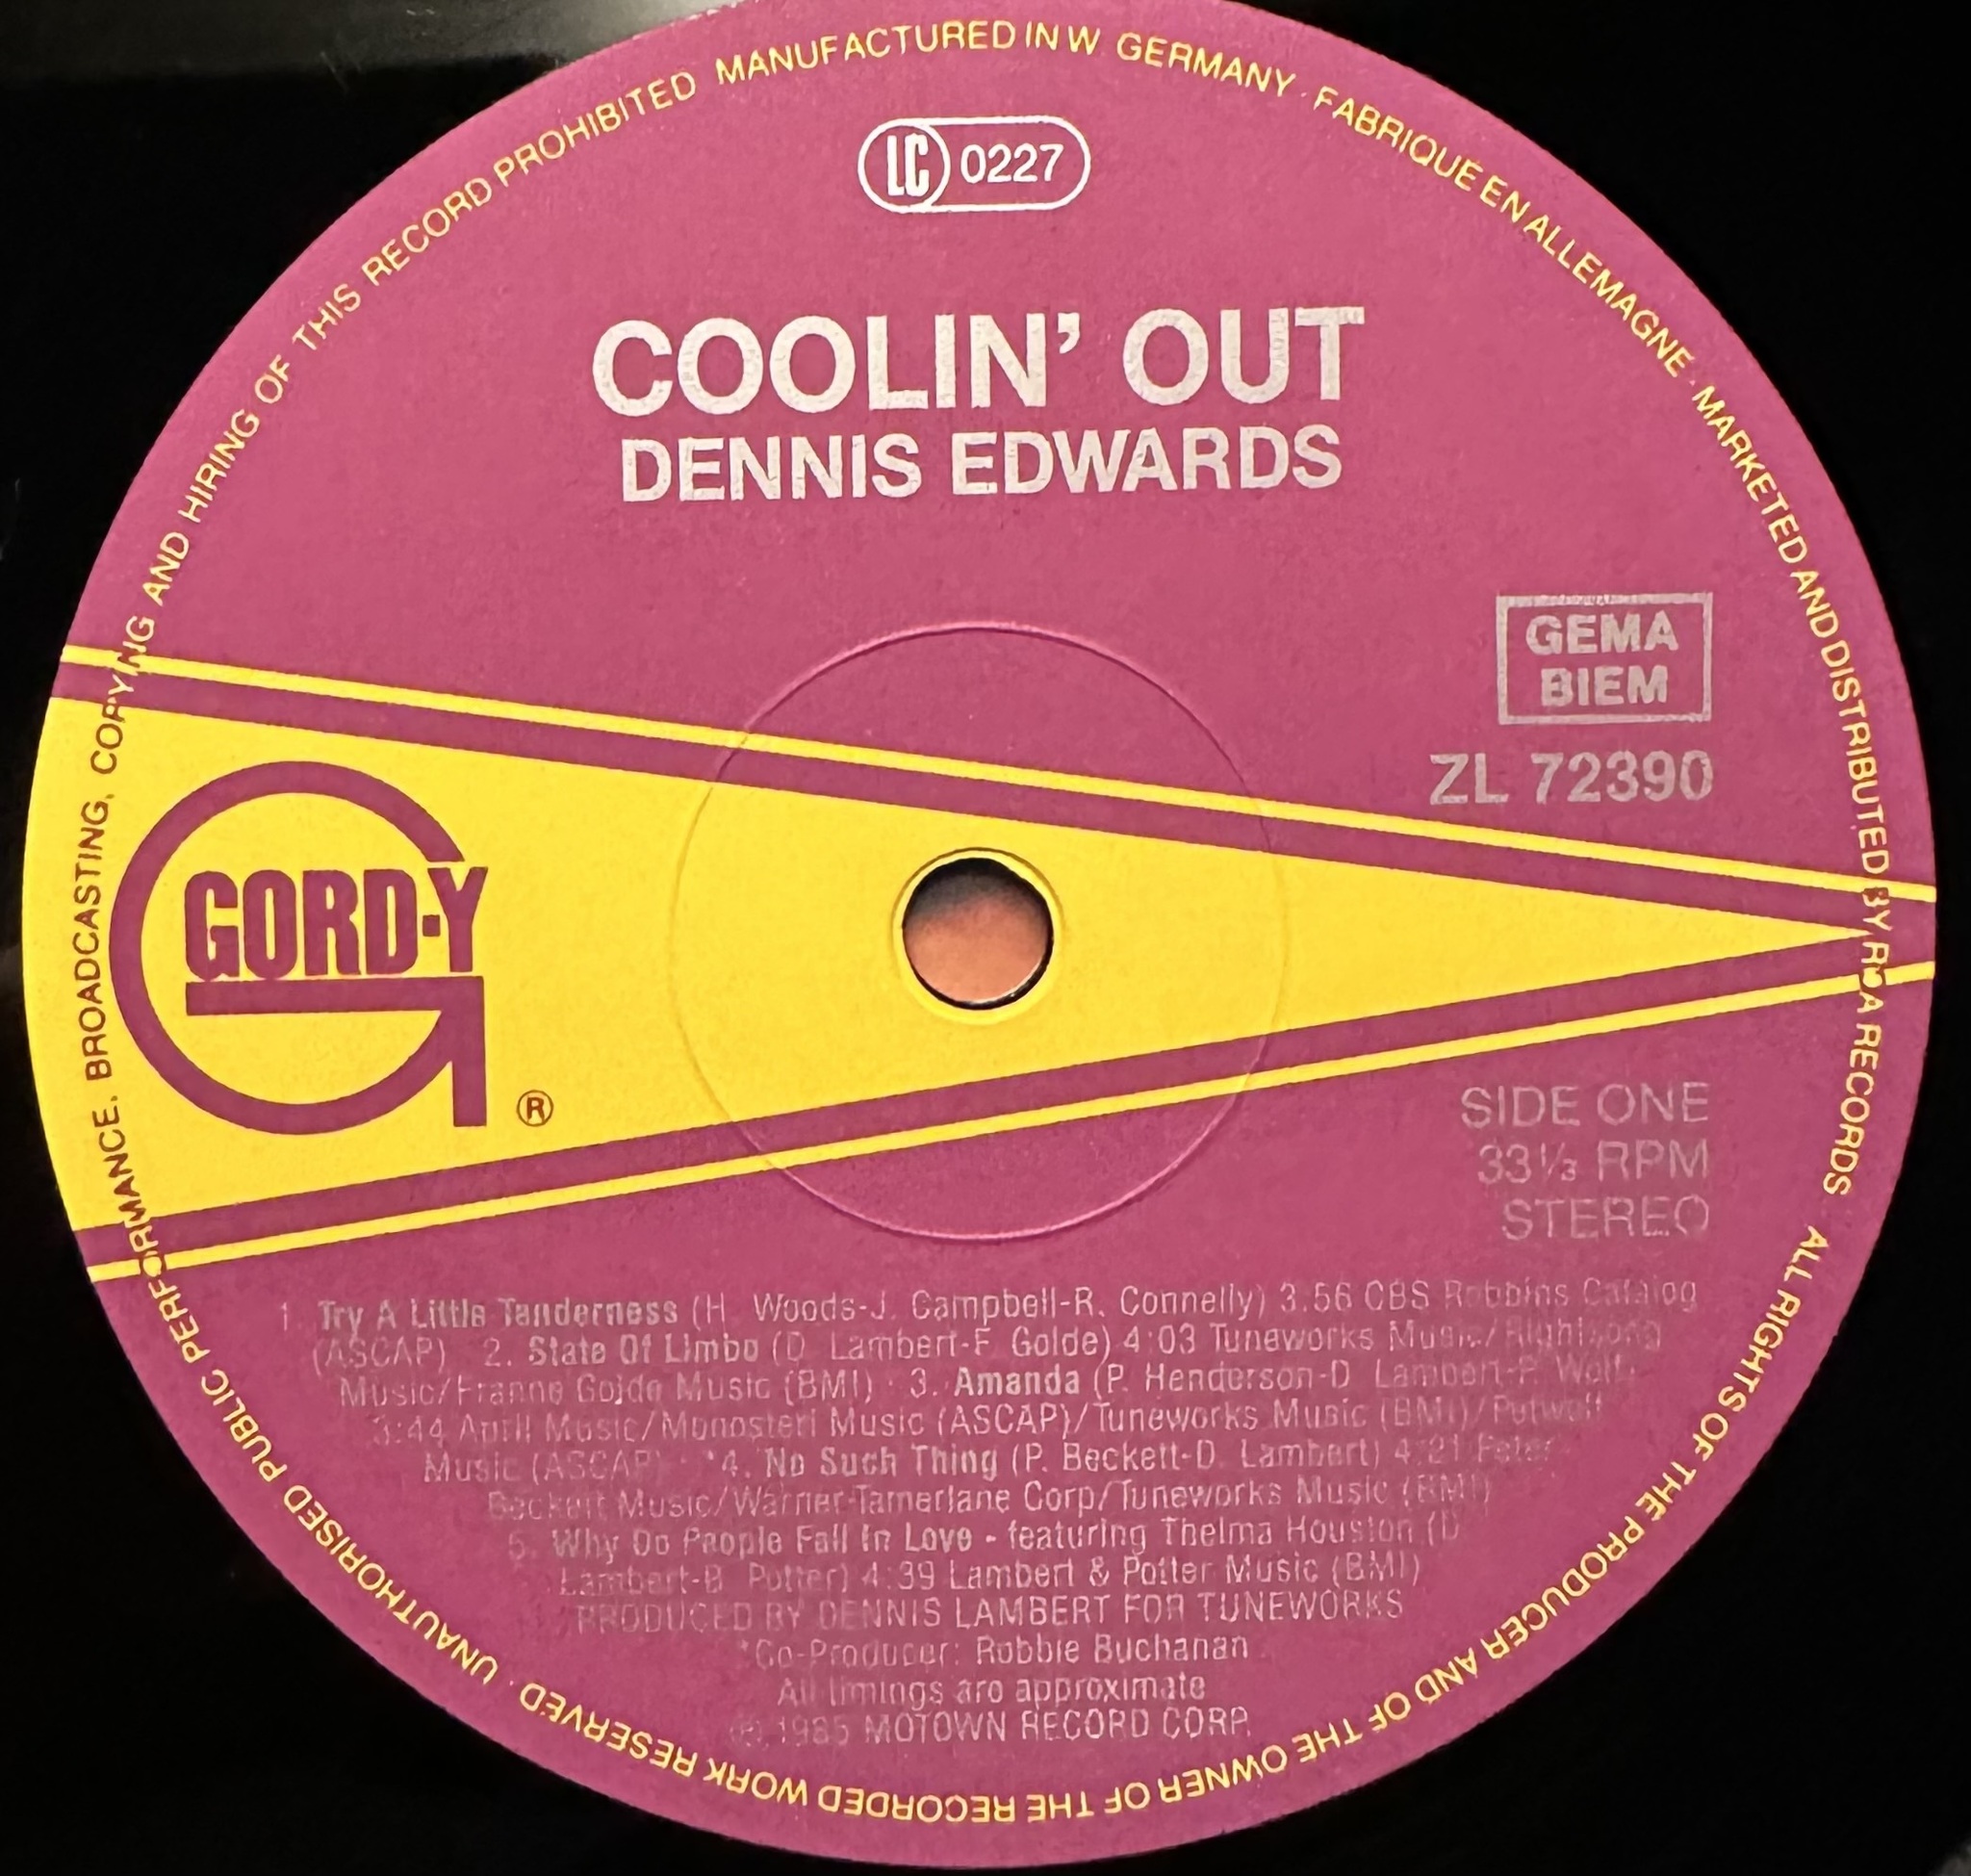 MANUFACTURED IN W GERMANY · FABRIQUÉ EN ALLEMAGNE · MARKETED AND DISTRIBUTED BY RCA RECORDS
ALL RIGHTS OF THE PRODUCER AND OF THE OWNER OF THE RECORDED WORK RESERVED · UNAUTHORISED PUBLIC PERFORMANCE, BROADCASTING, COPYING AND HIRING OF THIS RECORD PROHIBITED
LC 0227
COOLIN' OUT
DENNIS EDWARDS
GEMA
BIEM
ZL 72390
GORD-Y
®
SIDE ONE
33⅓ RPM
STEREO
1. Try A Little Tenderness (H. Woods-J. Campbell-R. Connelly) 3:56 CBS Robbins Catalog
(ASCAP) 2. State Of Limbo (D. Lambert-F. Golde) 4:03 Tuneworks Music/Rightsong
Music/Franne Golde Music (BMI) · 3. Amanda (P. Henderson-D. Lambert-P. Wolf)
3:44 April Music/Monosteri Music (ASCAP)/Tuneworks Music (BMI)/Petwolf
Music (ASCAP) · *4. No Such Thing (P. Beckett-D. Lambert) 4:21 Peter
Beckett Music/Warner-Tamerlane Corp/Tuneworks Music (BMI)
5. Why Do People Fall In Love - featuring Thelma Houston (D.
Lambert-B. Potter) 4:39 Lambert & Potter Music (BMI)
PRODUCED BY DENNIS LAMBERT FOR TUNEWORKS
*Co-Producer: Robbie Buchanan
All timings are approximate
℗ 1985 MOTOWN RECORD CORP.